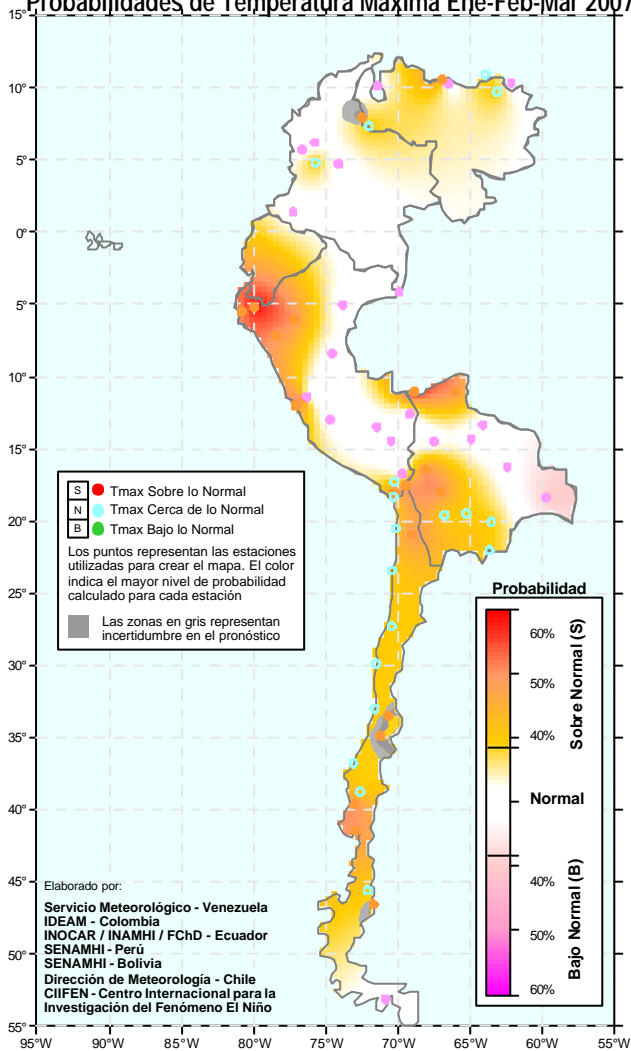 Probabilidades de Temperatura Máxima Ene-Feb-Mar 2007
15°
10°
5°
0°
5°
10°
15°
20°
25°
30°
35°
40°
45°
50°
55°
95°W 90°W 85°W 80°W 75°W 70°W 65°W 60°W 55°W
S Tmax Sobre lo Normal
N Tmax Cerca de lo Normal
B Tmax Bajo lo Normal
Los puntos representan las estaciones
utilizadas para crear el mapa. El color
indica el mayor nivel de probabilidad
calculado para cada estación
Las zonas en gris representan
incertidumbre en el pronóstico
Probabilidad
60%
50%
40%
Sobre Normal (S)
Normal
40%
50%
60%
Bajo Normal (B)
Elaborado por:
Servicio Meteorológico - Venezuela
IDEAM - Colombia
INOCAR / INAMHI / FChD - Ecuador
SENAMHI - Perú
SENAMHI - Bolivia
Dirección de Meteorología - Chile
CIIFEN - Centro Internacional para la
Investigación del Fenómeno El Niño